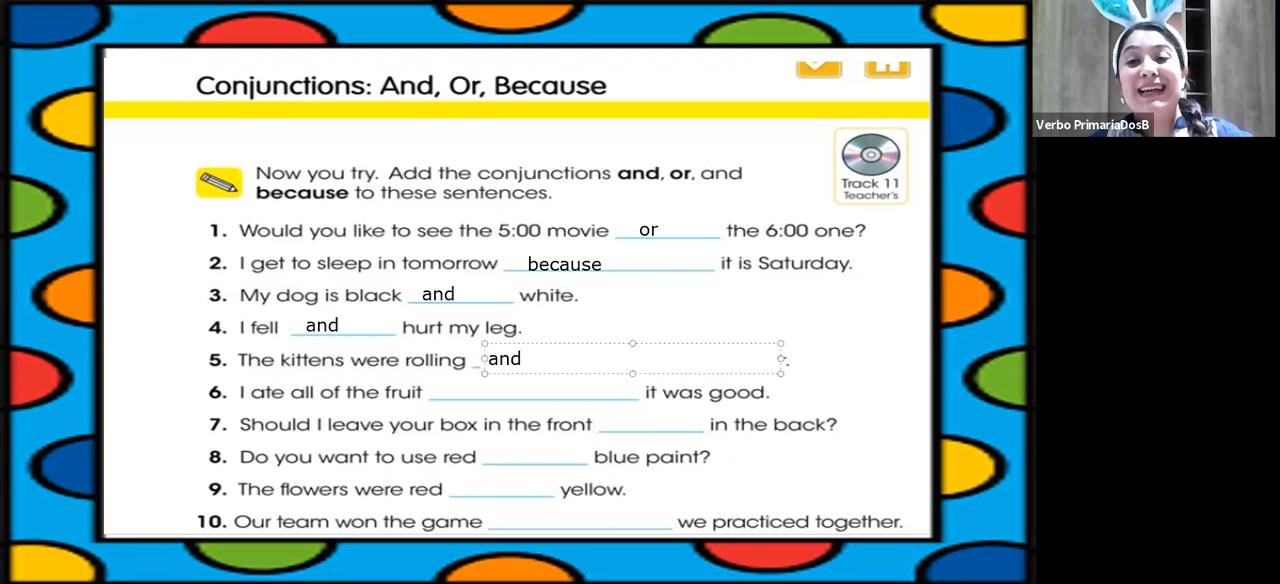 Conjunctions: And, Or, Because
Now you try. Add the conjunctions and, or, and
because to these sentences.
Track 11
Teacher's
1. Would you like to see the 5:00 movie or the 6:00 one?
2. I get to sleep in tomorrow because it is Saturday.
3. My dog is black and white.
4. I fell and hurt my leg.
5. The kittens were rolling and .
6. I ate all of the fruit ____ it was good.
7. Should I leave your box in the front ____ in the back?
8. Do you want to use red ____ blue paint?
9. The flowers were red ____ yellow.
10. Our team won the game ____ we practiced together.
Verbo PrimariaDosB